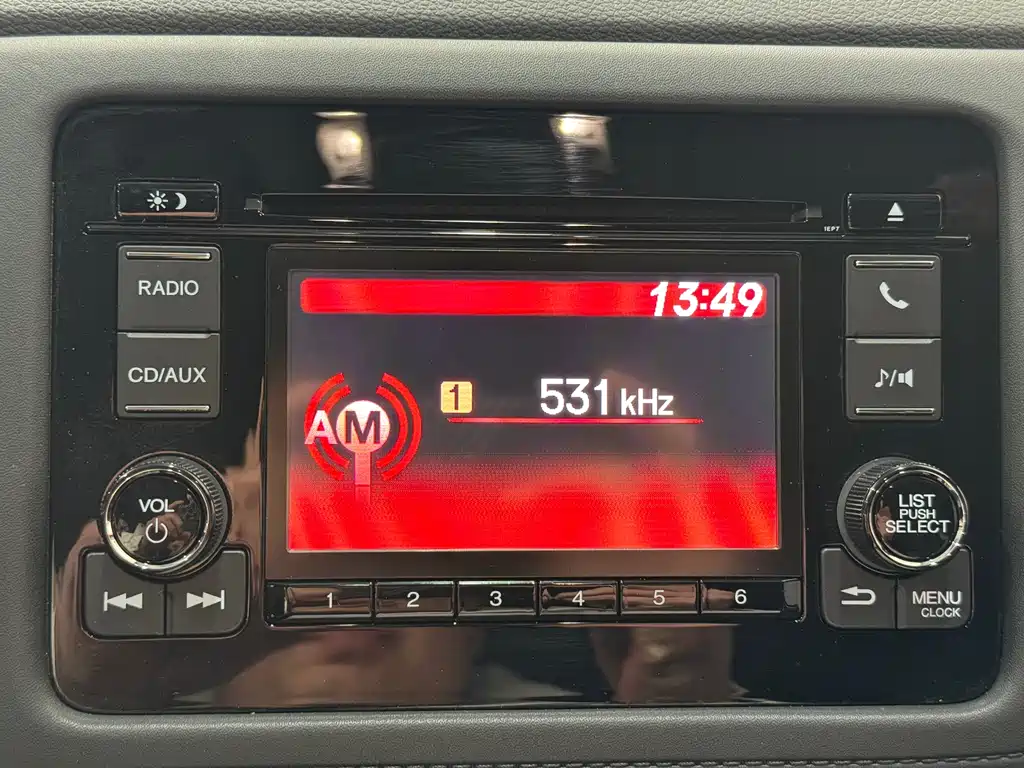 1EP7
RADIO
CD/AUX
13:49
AM
1
531 kHz
VOL
LIST
PUSH
SELECT
1 2 3 4 5 6
MENU
CLOCK